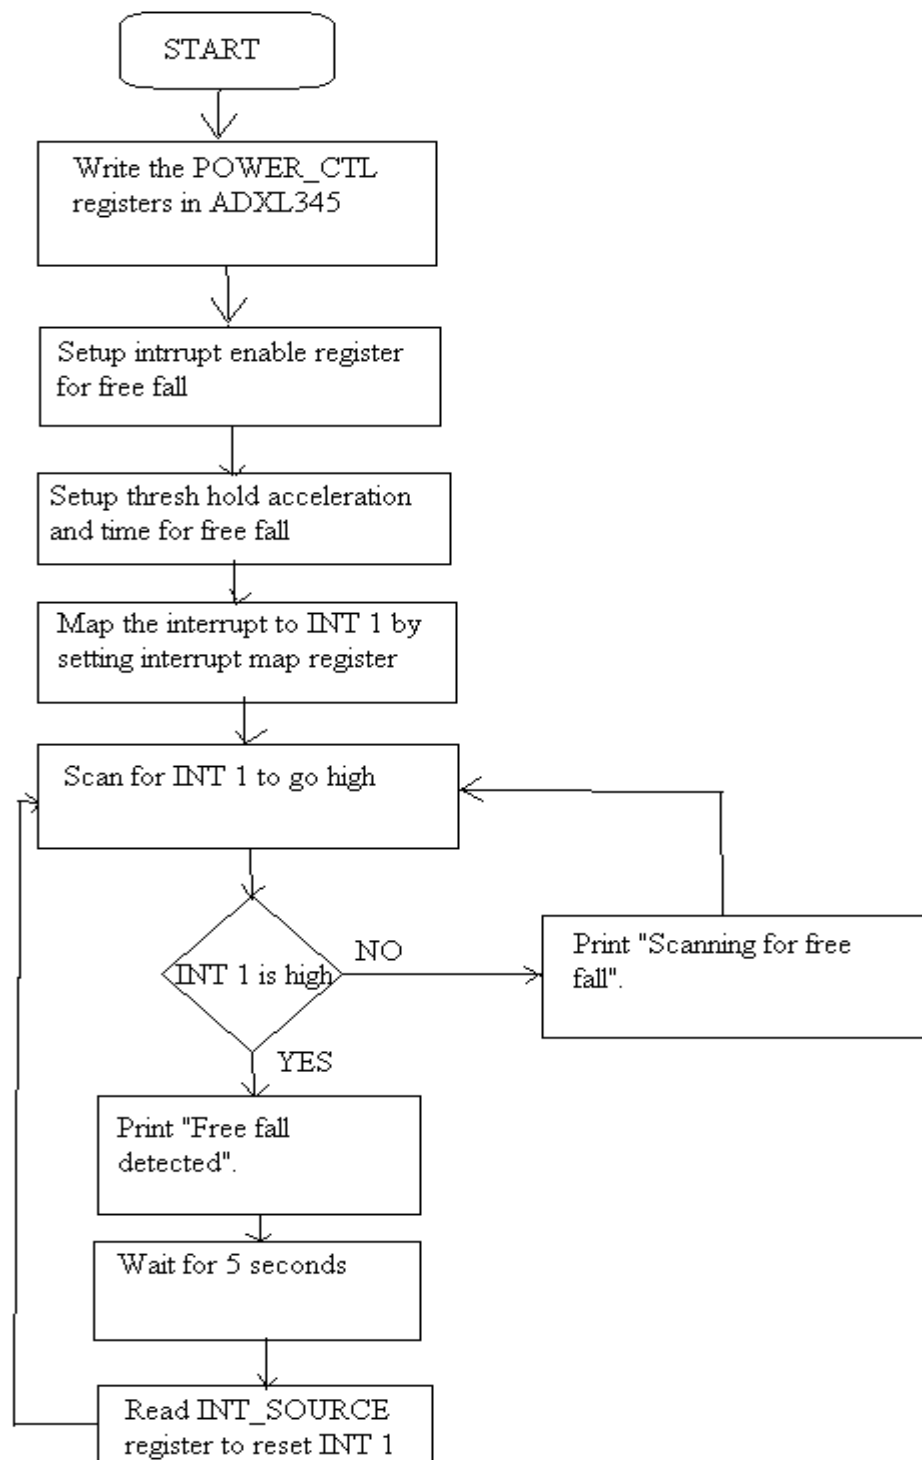 START
Write the POWER_CTL
registers in ADXL345
Setup intrrupt enable register
for free fall
Setup thresh hold acceleration
and time for free fall
Map the interrupt to INT 1 by
setting interrupt map register
Scan for INT 1 to go high
INT 1 is high
NO
Print "Scanning for free
fall".
YES
Print "Free fall
detected".
Wait for 5 seconds
Read INT_SOURCE
register to reset INT 1